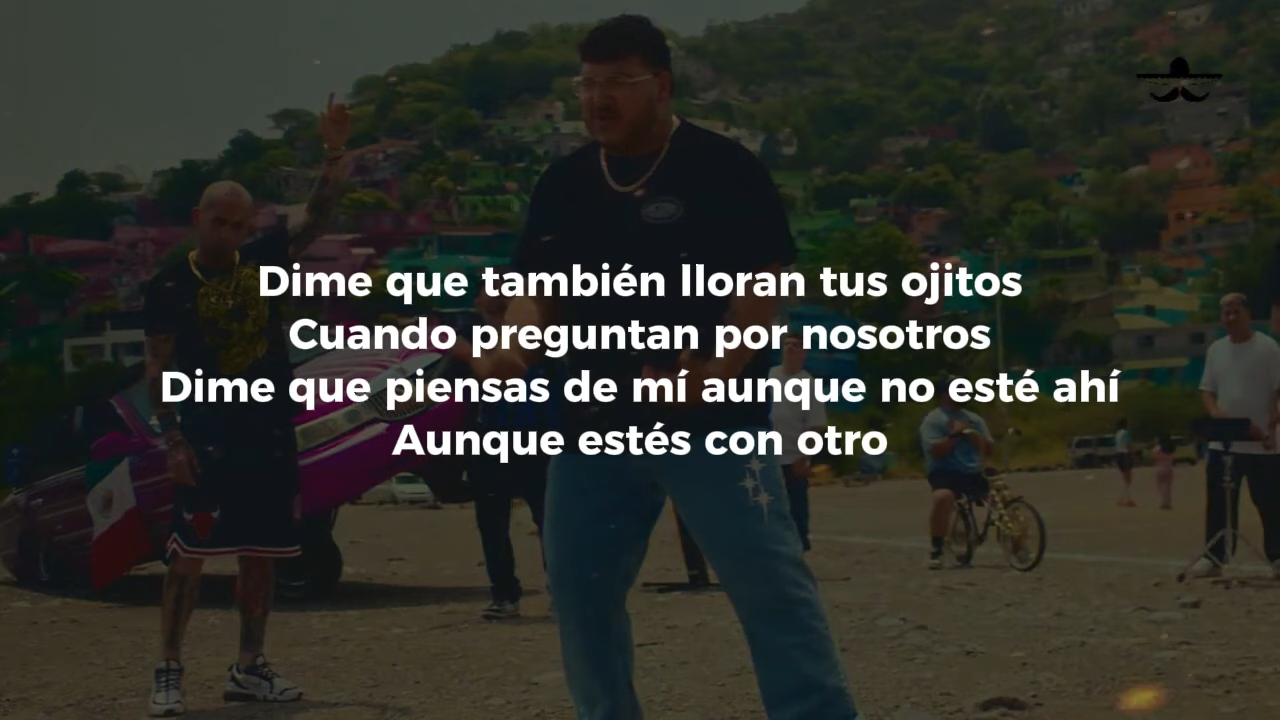 Dime que también lloran tus ojitos
Cuando preguntan por nosotros
Dime que piensas de mí aunque no esté ahí
Aunque estés con otro